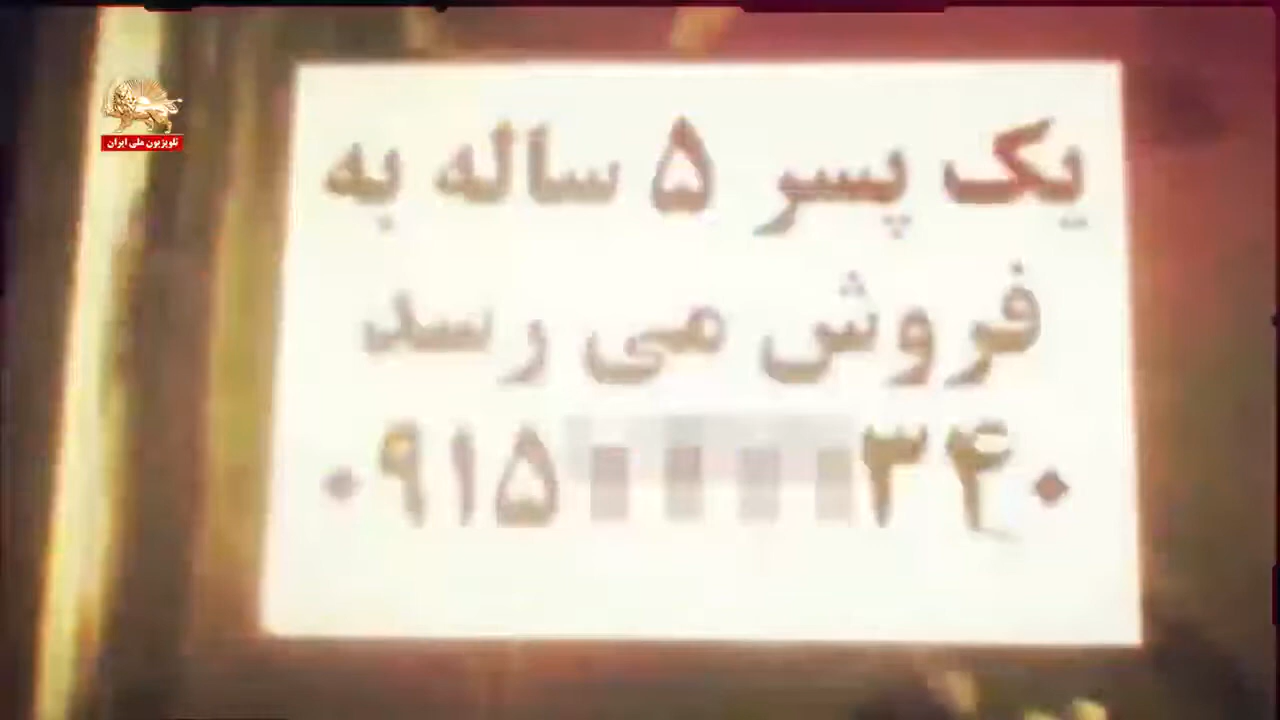 تلویزیون ملی ایران
یک پسر ۵ ساله به
فروش می رسد
۰۹۱۵ ۳۴۰